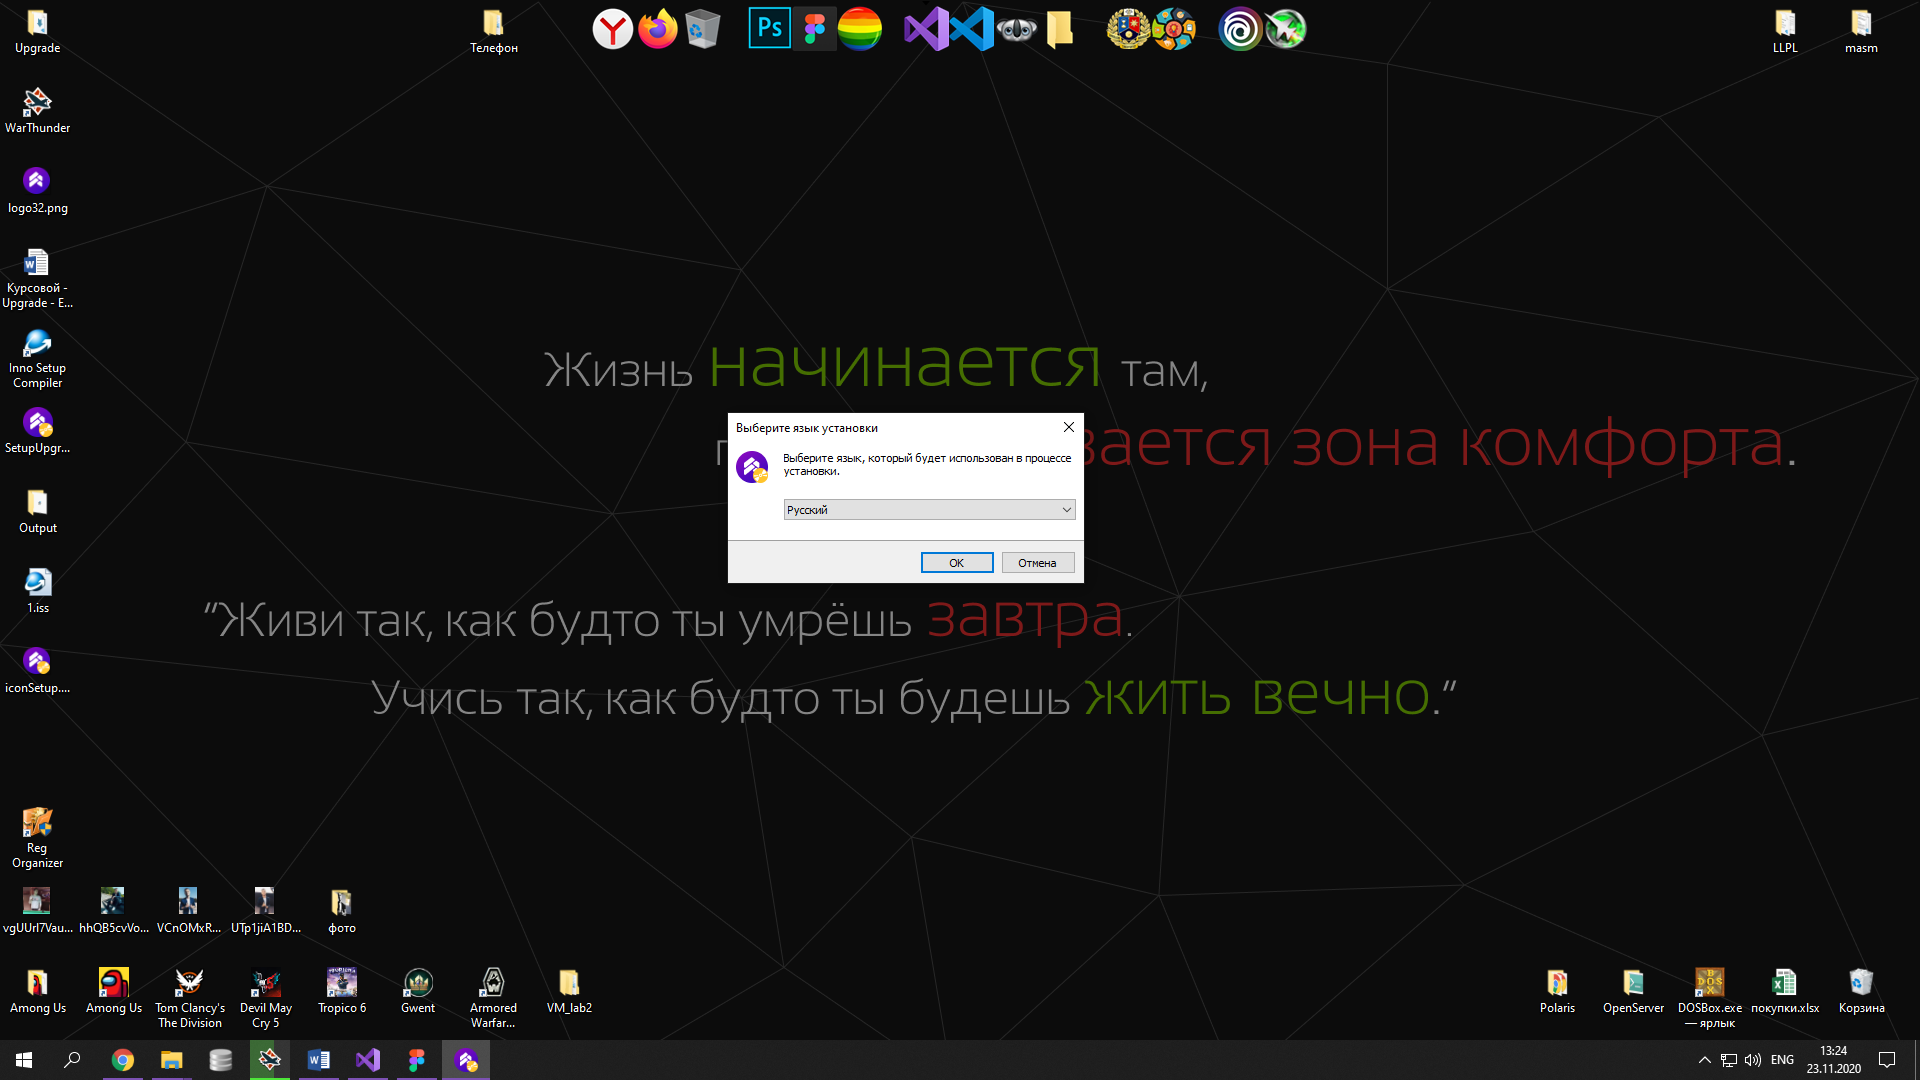 Upgrade
Телефон
Ps
LLPL
masm
WarThunder
logo32.png
Курсовой -
Upgrade - E...
Inno Setup
Compiler
SetupUpgr...
Output
1.iss
iconSetup....
Жизнь начинается там,
вается зона комфорта.
Выберите язык установки
Выберите язык, который будет использован в процессе
установки.
Русский
OK
Отмена
“Живи так, как будто ты умрёшь завтра.
Учись так, как будто ты будешь жить вечно.”
Reg
Organizer
vgUUrI7Vau...
hhQB5cvVo...
VCnOMxR...
UTp1jiA1BD...
фото
Among Us
Among Us
Tom Clancy's
The Division
Devil May
Cry 5
Tropico 6
Gwent
Armored
Warfar...
VM_lab2
Polaris
OpenServer
DOSBox.exe
— ярлык
покупки.xlsx
Корзина
ENG
13:24
23.11.2020